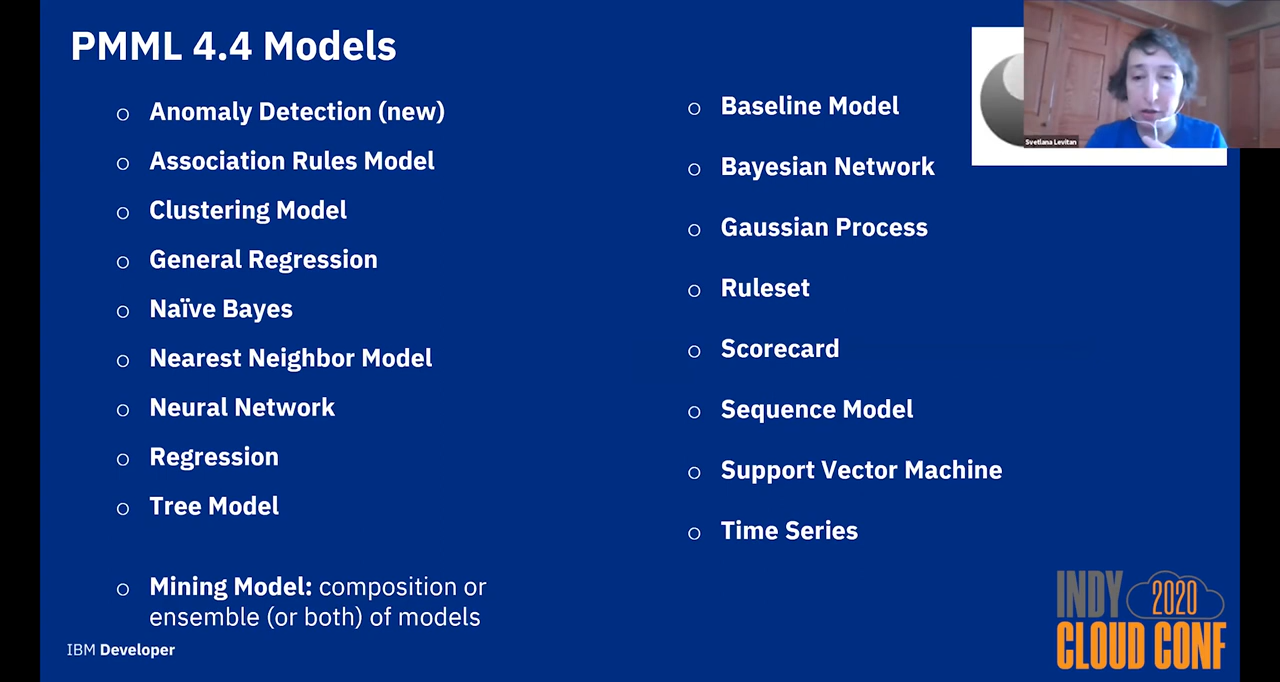 PMML 4.4 Models
Anomaly Detection (new)
Association Rules Model
Clustering Model
General Regression
Naïve Bayes
Nearest Neighbor Model
Neural Network
Regression
Tree Model
Mining Model: composition or
ensemble (or both) of models
Baseline Model
Bayesian Network
Gaussian Process
Ruleset
Scorecard
Sequence Model
Support Vector Machine
Time Series
Svetlana Levitan
IBM Developer
INDY 2020
CLOUD CONF